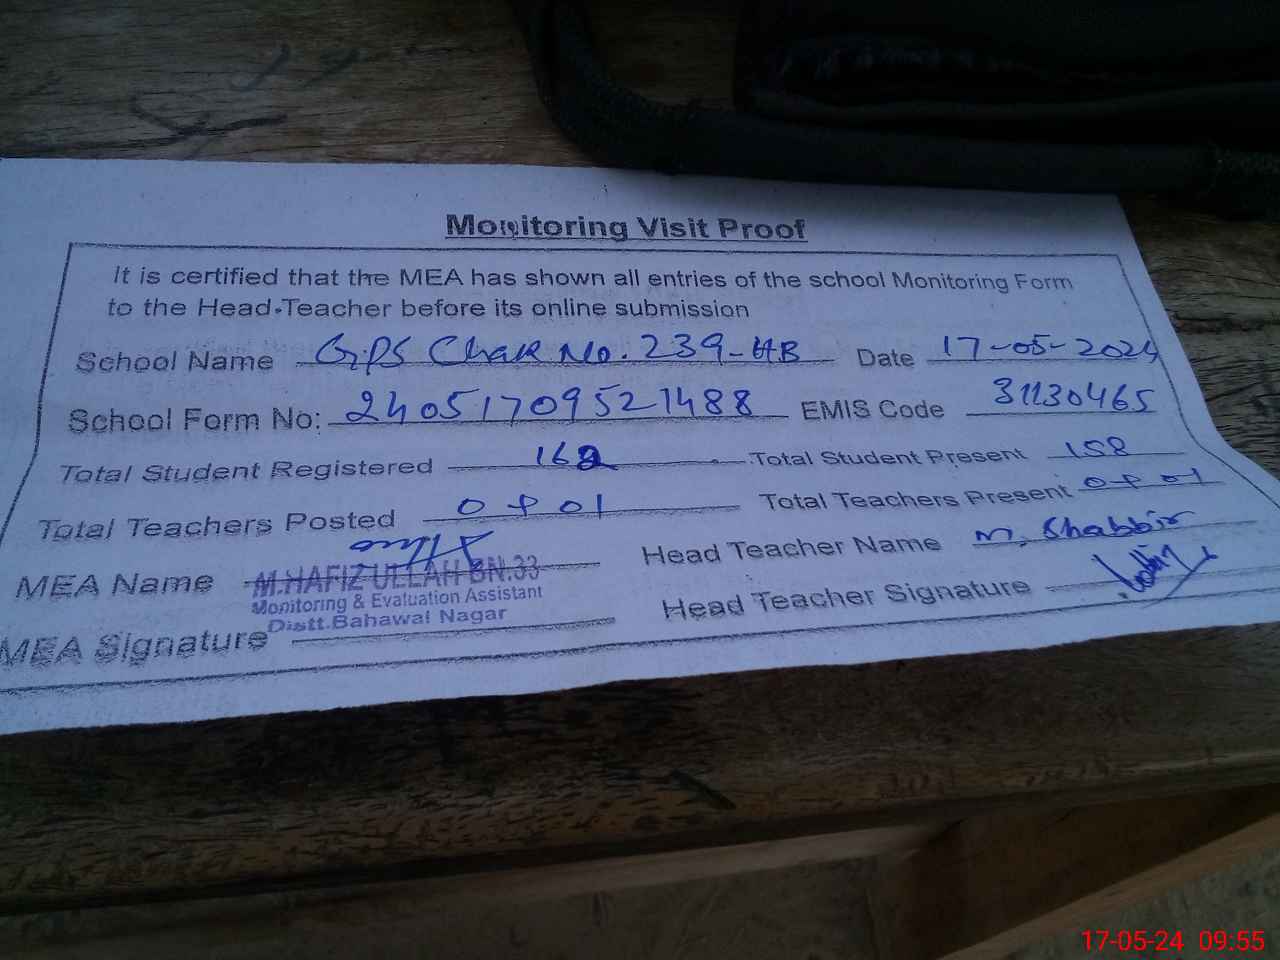 Monitoring Visit Proof
It is certified that the MEA has shown all entries of the school Monitoring Form
to the Head-Teacher before its online submission
School Name GPS Chak No. 239-HB Date 17-05-2024
School Form No: 240517095271488 EMIS Code 31130465
Total Student Registered 162 Total Student Present 158
Total Teachers Posted 0+01 Total Teachers Present 0+01
MEA Name M.HAFIZ ULLAH BN.33 Head Teacher Name M. Shabbir
Monitoring & Evaluation Assistant
Distt.Bahawal Nagar
MEA Signature Head Teacher Signature
17-05-24 09:55